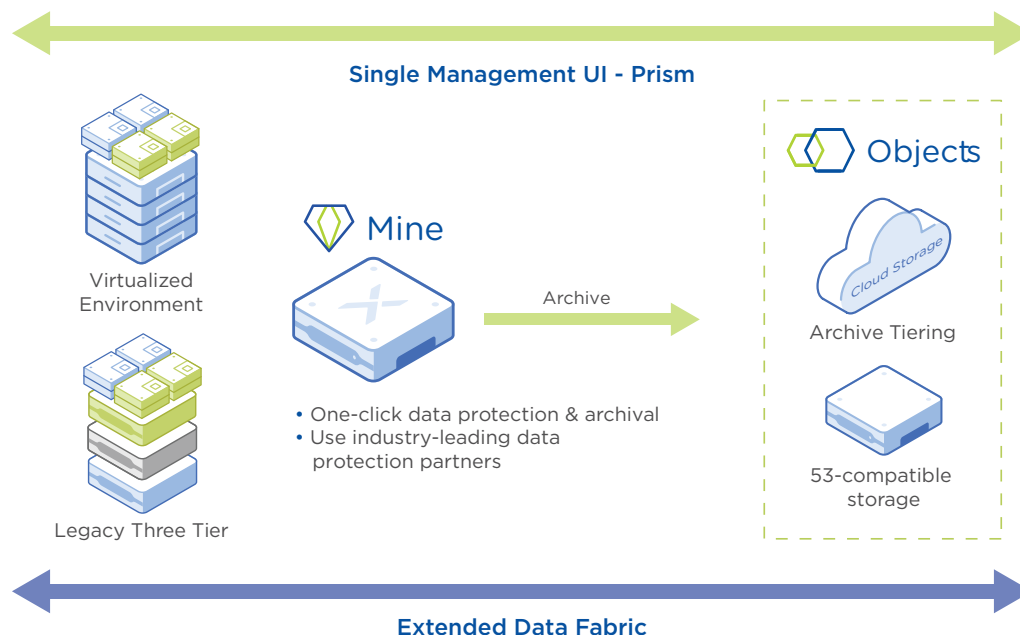 Single Management UI - Prism
Virtualized
Environment
Legacy Three Tier
Mine
Archive
• One-click data protection & archival
• Use industry-leading data
protection partners
Objects
Cloud Storage
Archive Tiering
53-compatible
storage
Extended Data Fabric